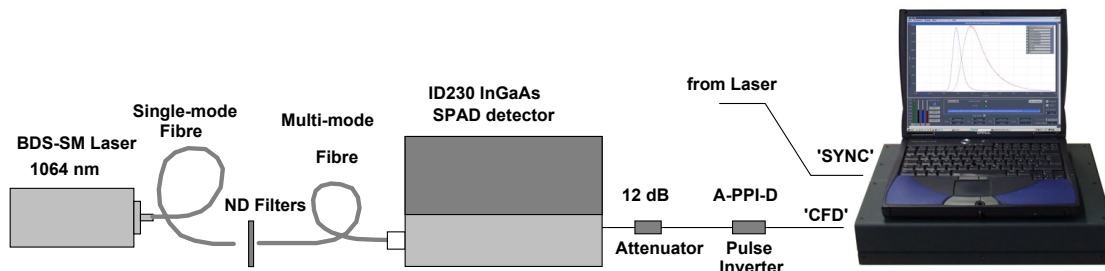 BDS-SM Laser
1064 nm
Single-mode
Fibre
ND Filters
Multi-mode
Fibre
ID230 InGaAs
SPAD detector
12 dB
Attenuator
A-PPI-D
Pulse
Inverter
from Laser
'SYNC'
'CFD'